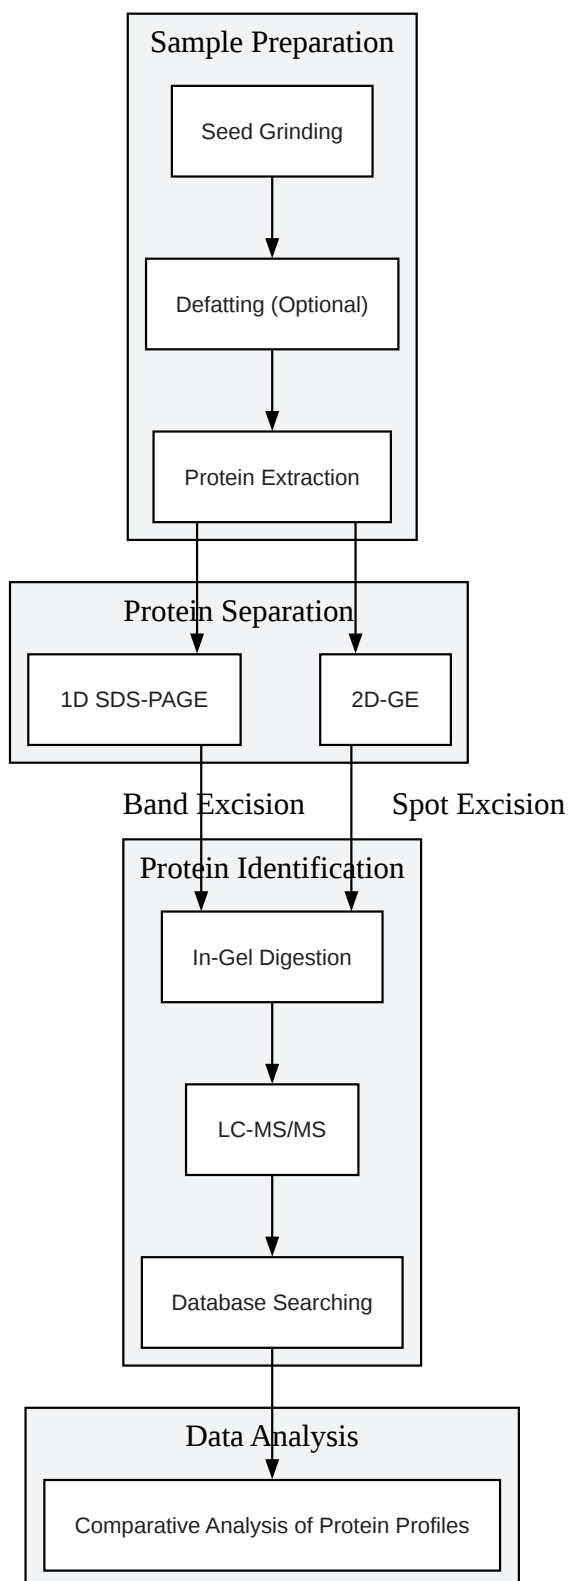 Sample Preparation
Seed Grinding
Defatting (Optional)
Protein Extraction
Protein Separation
1D SDS-PAGE
2D-GE
Band Excision
Spot Excision
Protein Identification
In-Gel Digestion
LC-MS/MS
Database Searching
Data Analysis
Comparative Analysis of Protein Profiles